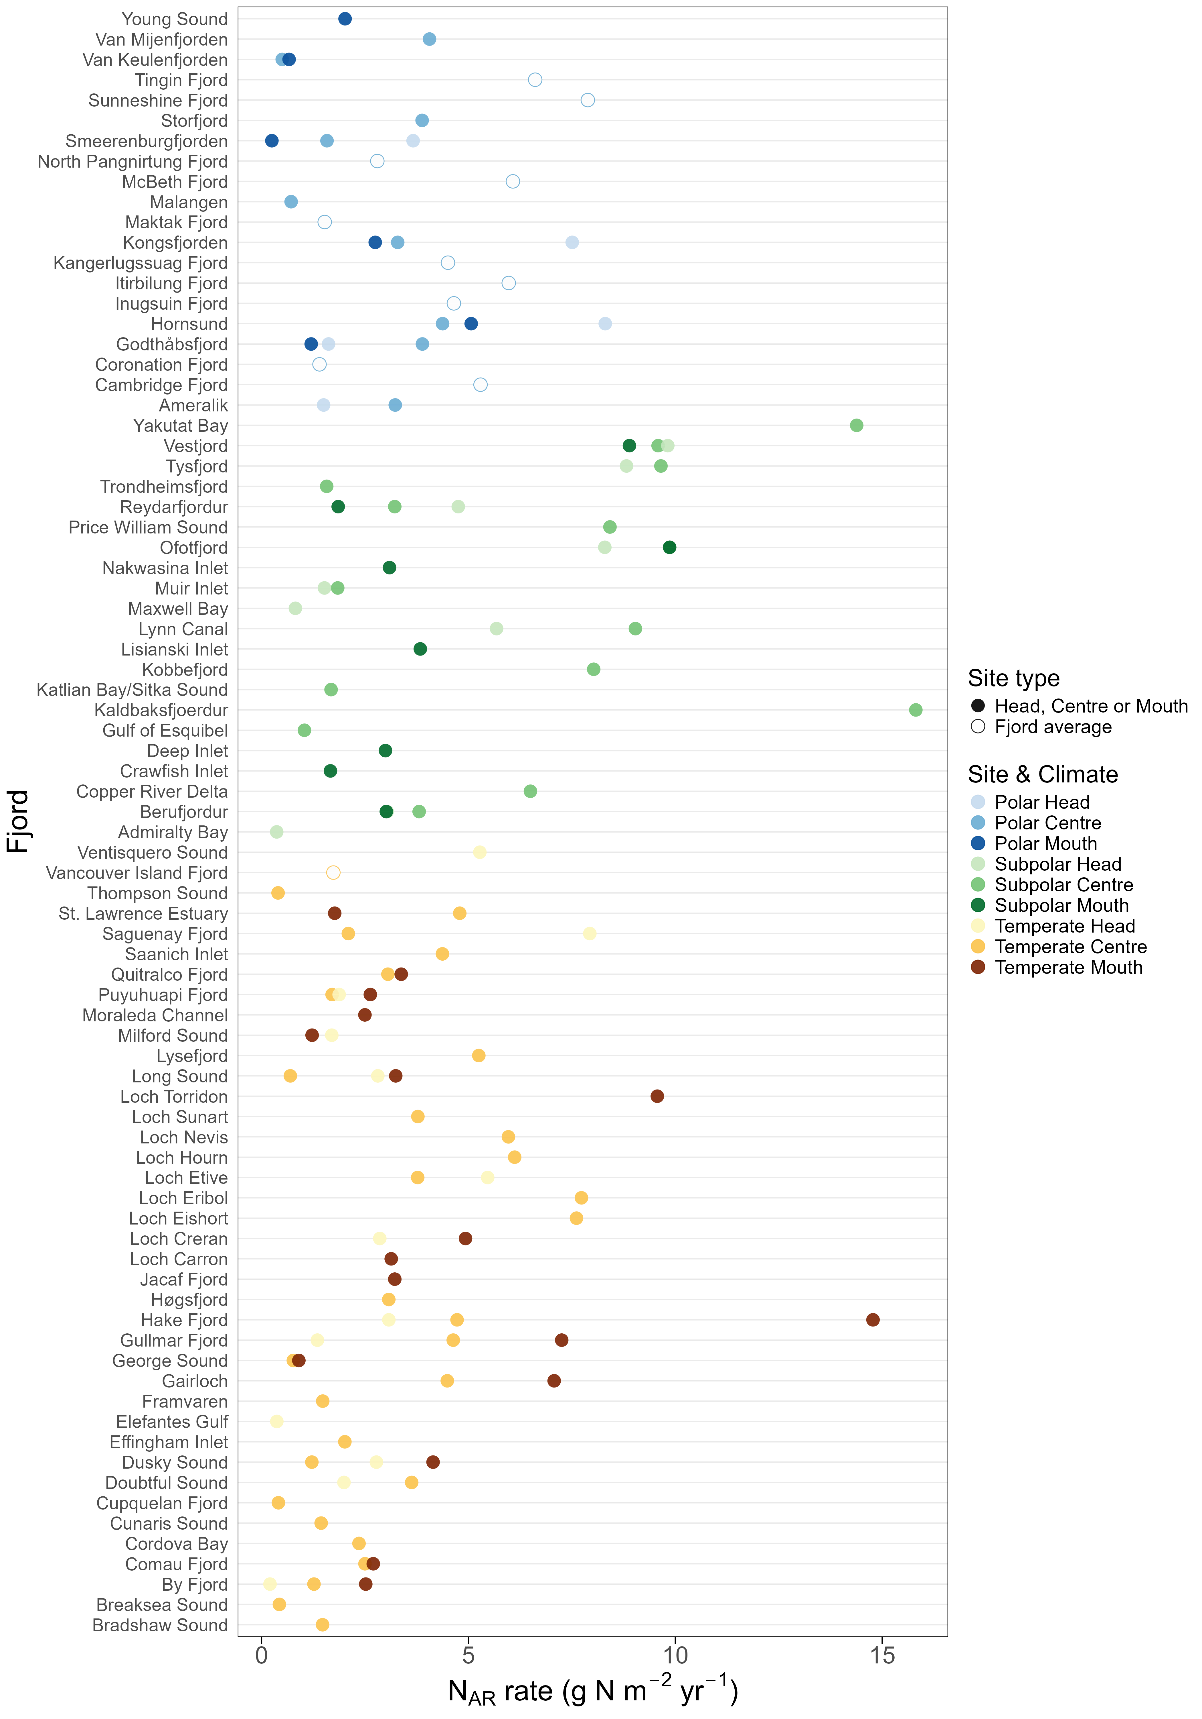 Young Sound
Van Mijenfjorden
Van Keulenfjorden
Tingin Fjord
Sunneshine Fjord
Storfjord
Smeerenburgfjorden
North Pangnirtung Fjord
McBeth Fjord
Malangen
Maktak Fjord
Kongsfjorden
Kangerlugssuag Fjord
Itirbilung Fjord
Inugsuin Fjord
Hornsund
Godthåbsfjord
Coronation Fjord
Cambridge Fjord
Ameralik
Yakutat Bay
Vestjord
Tysfjord
Trondheimsfjord
Reydarfjordur
Price William Sound
Ofotfjord
Nakwasina Inlet
Muir Inlet
Maxwell Bay
Lynn Canal
Lisianski Inlet
Kobbefjord
Katlian Bay/Sitka Sound
Kaldbaksfjoerdur
Gulf of Esquibel
Deep Inlet
Crawfish Inlet
Copper River Delta
Berufjordur
Admiralty Bay
Ventisquero Sound
Vancouver Island Fjord
Thompson Sound
St. Lawrence Estuary
Saguenay Fjord
Saanich Inlet
Quitralco Fjord
Puyuhuapi Fjord
Moraleda Channel
Milford Sound
Lysefjord
Long Sound
Loch Torridon
Loch Sunart
Loch Nevis
Loch Hourn
Loch Etive
Loch Eribol
Loch Eishort
Loch Creran
Loch Carron
Jacaf Fjord
Høgsfjord
Hake Fjord
Gullmar Fjord
George Sound
Gairloch
Framvaren
Elefantes Gulf
Effingham Inlet
Dusky Sound
Doubtful Sound
Cupquelan Fjord
Cunaris Sound
Cordova Bay
Comau Fjord
By Fjord
Breaksea Sound
Bradshaw Sound
Fjord
0 5 10 15
N_AR rate (g N m⁻² yr⁻¹)
Site type
Head, Centre or Mouth
Fjord average
Site & Climate
Polar Head
Polar Centre
Polar Mouth
Subpolar Head
Subpolar Centre
Subpolar Mouth
Temperate Head
Temperate Centre
Temperate Mouth